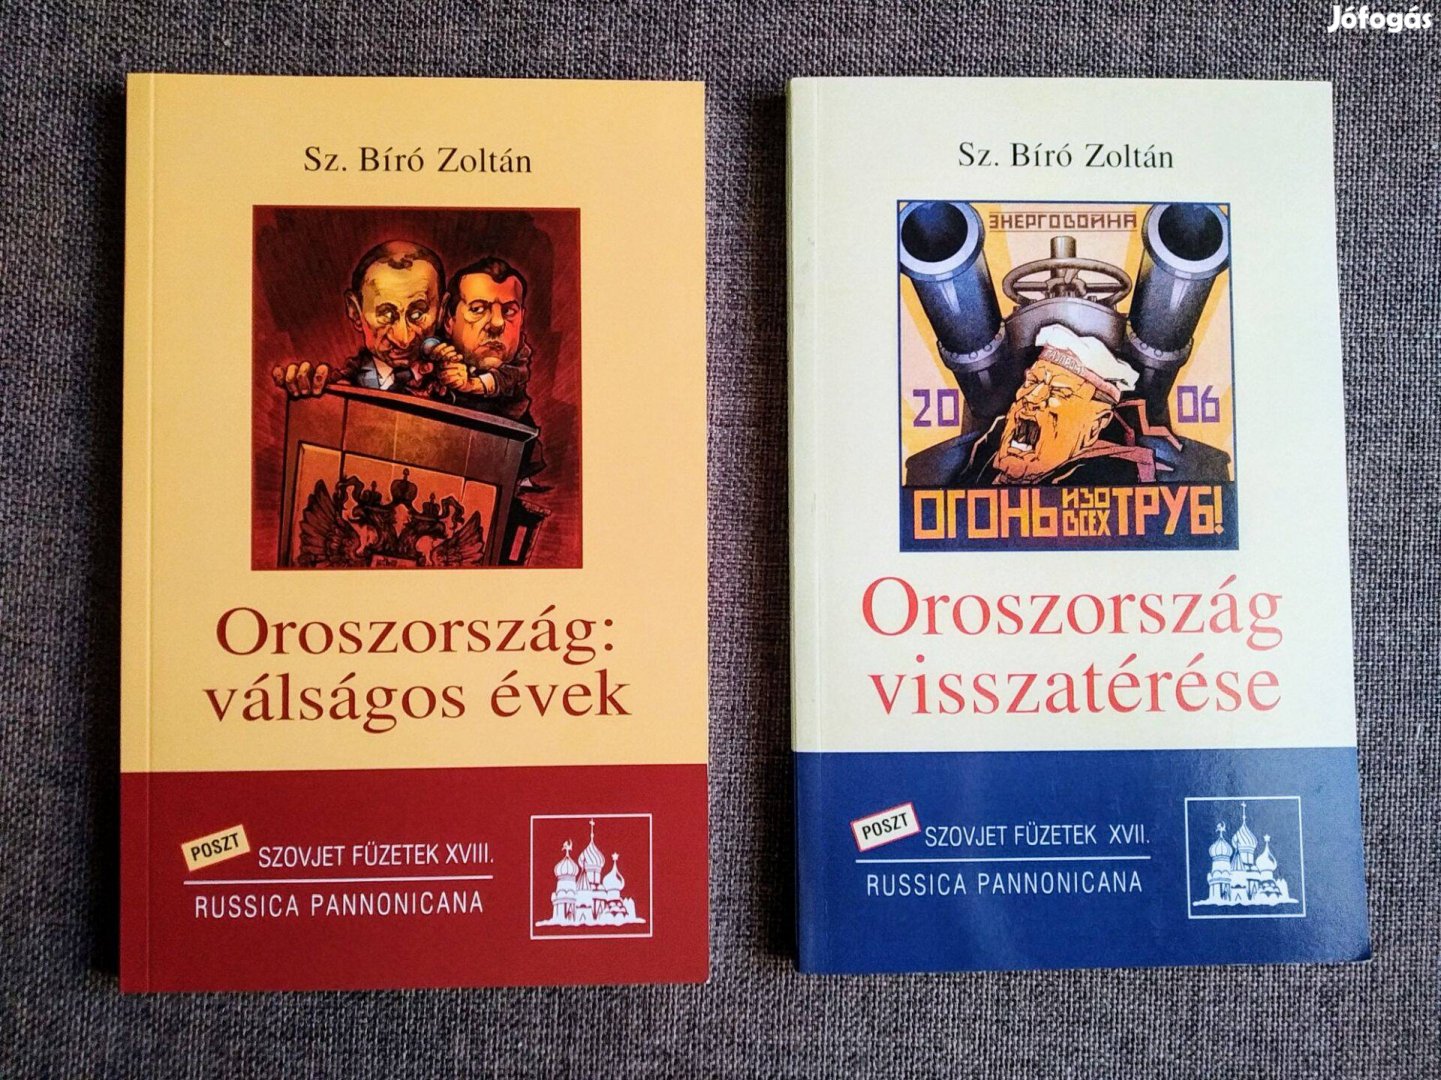 Jófogás
Sz. Bíró Zoltán
Oroszország:
válságos évek
POSZT
SZOVJET FÜZETEK XVIII.
RUSSICA PANNONICANA
Sz. Bíró Zoltán
ЭНЕРГОВОЙНА
20 06
ОГОНЬ ИЗО ВСЕХ ТРУБ!
Oroszország
visszatérése
POSZT
SZOVJET FÜZETEK XVII.
RUSSICA PANNONICANA